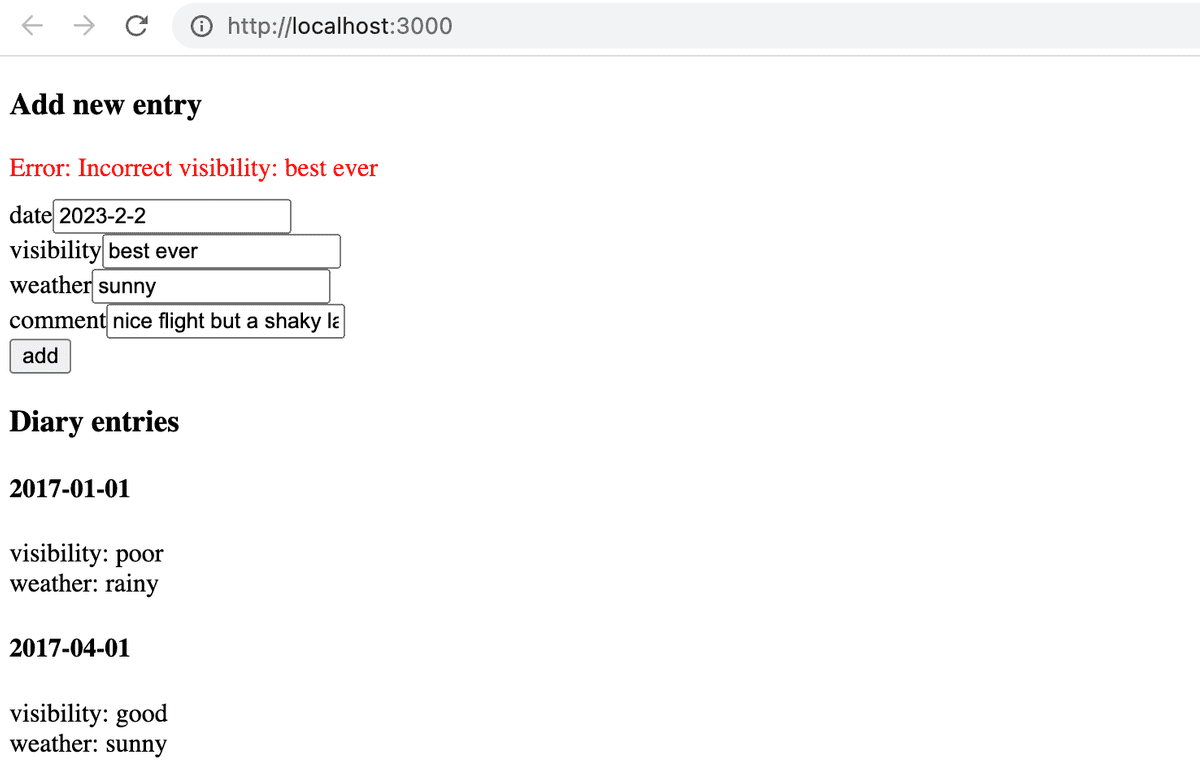 http://localhost:3000
Add new entry
Error: Incorrect visibility: best ever
date 2023-2-2
visibility best ever
weather sunny
comment nice flight but a shaky
add
Diary entries
2017-01-01
visibility: poor
weather: rainy
2017-04-01
visibility: good
weather: sunny